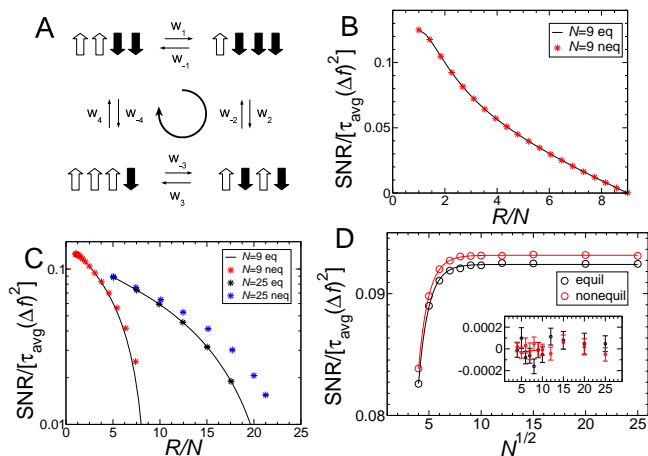 A
w1
w-1
w4
w-4
w-2
w2
w-3
w3
B
SNR/[τavg(Δf)²]
0.1
0.05
0
N=9 eq
N=9 neq
2 4 6 8
R/N
C
SNR/[τavg(Δf)²]
0.1
0.01
N=9 eq
N=9 neq
N=25 eq
N=25 neq
0 5 10 15 20 25
R/N
D
SNR/[τavg(Δf)²]
0.09
0.08
equil
nonequil
0.0002
0
-0.0002
5 10 15 20 25
0 5 10 15 20 25
N^1/2